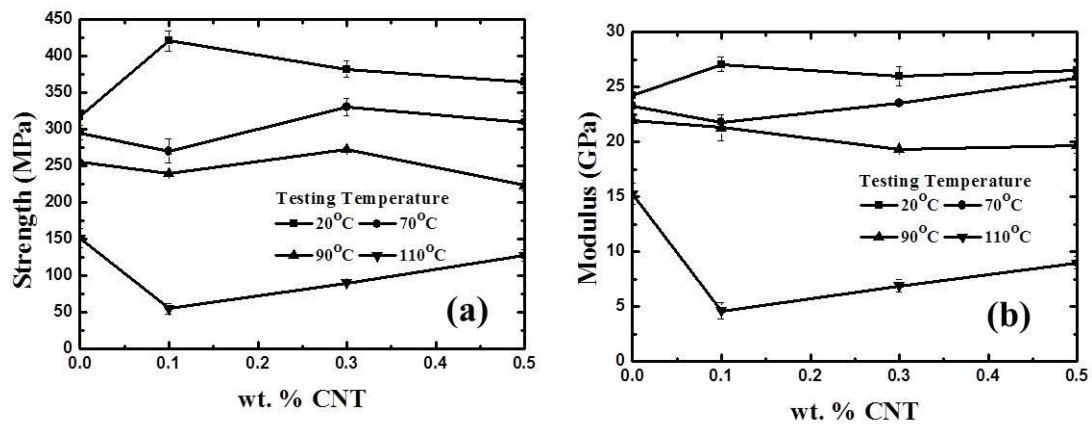 450
400
350
300
250
200
150
100
50
0
Strength (MPa)
Testing Temperature
20°C 70°C
90°C 110°C
(a)
0.0 0.1 0.2 0.3 0.4 0.5
wt. % CNT
30
25
20
15
10
5
0
Modulus (GPa)
Testing Temperature
20°C 70°C
90°C 110°C
(b)
0.0 0.1 0.2 0.3 0.4 0.5
wt. % CNT